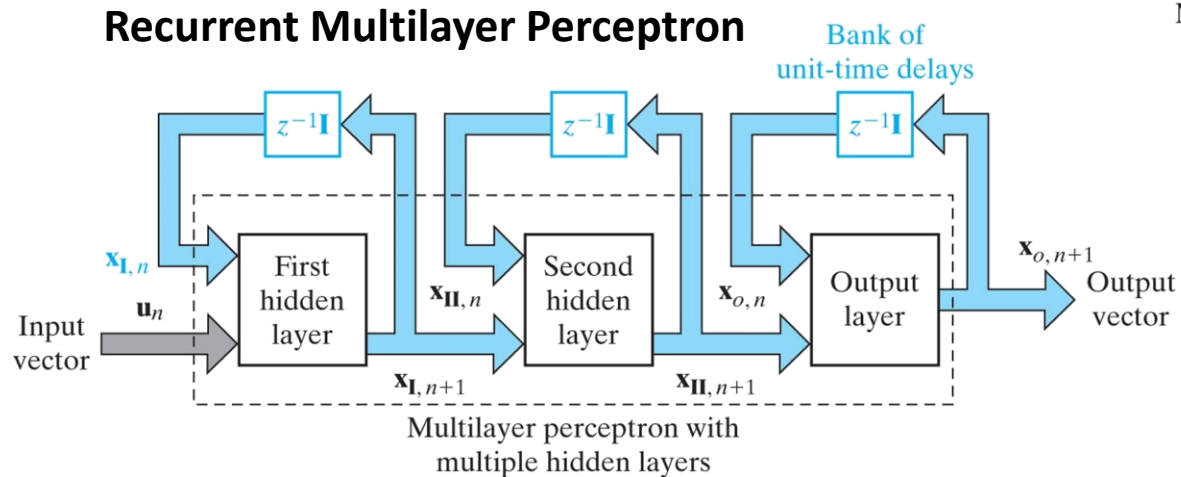 Recurrent Multilayer Perceptron
Bank of
unit-time delays
z⁻¹I
z⁻¹I
z⁻¹I
x_I, n
u_n
Input
vector
First
hidden
layer
x_I, n+1
x_II, n
Second
hidden
layer
x_II, n+1
x_o, n
Output
layer
x_o, n+1
Output
vector
Multilayer perceptron with
multiple hidden layers